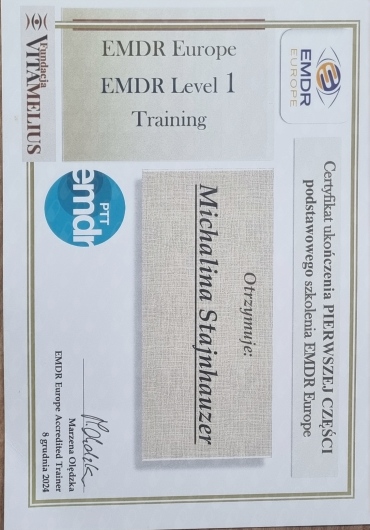 EMDR
EUROPE
EMDR Europe
EMDR Level 1
Training
Fundacja
VITAMELIUS
Certyfikat ukończenia PIERWSZEJ CZĘŚCI
podstawowego szkolenia EMDR Europe
Otrzymuje:
Michalina Stajnhauzer
PTT
emdr
Marzena Olędzka
EMDR Europe Accredited Trainer
8 grudnia 2024